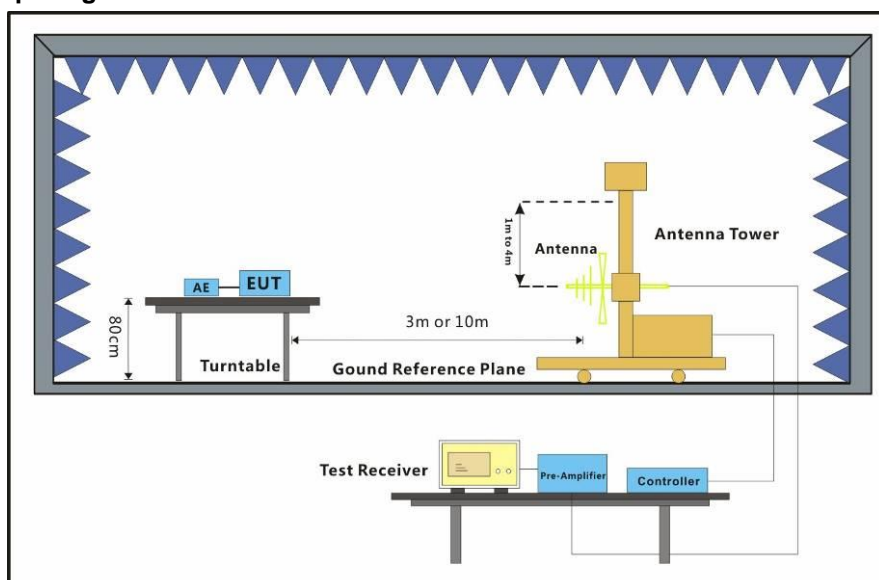 1m to 4m
Antenna
Antenna Tower
AE
EUT
80cm
3m or 10m
Turntable
Gound Reference Plane
Test Receiver
Pre-Amplifier
Controller